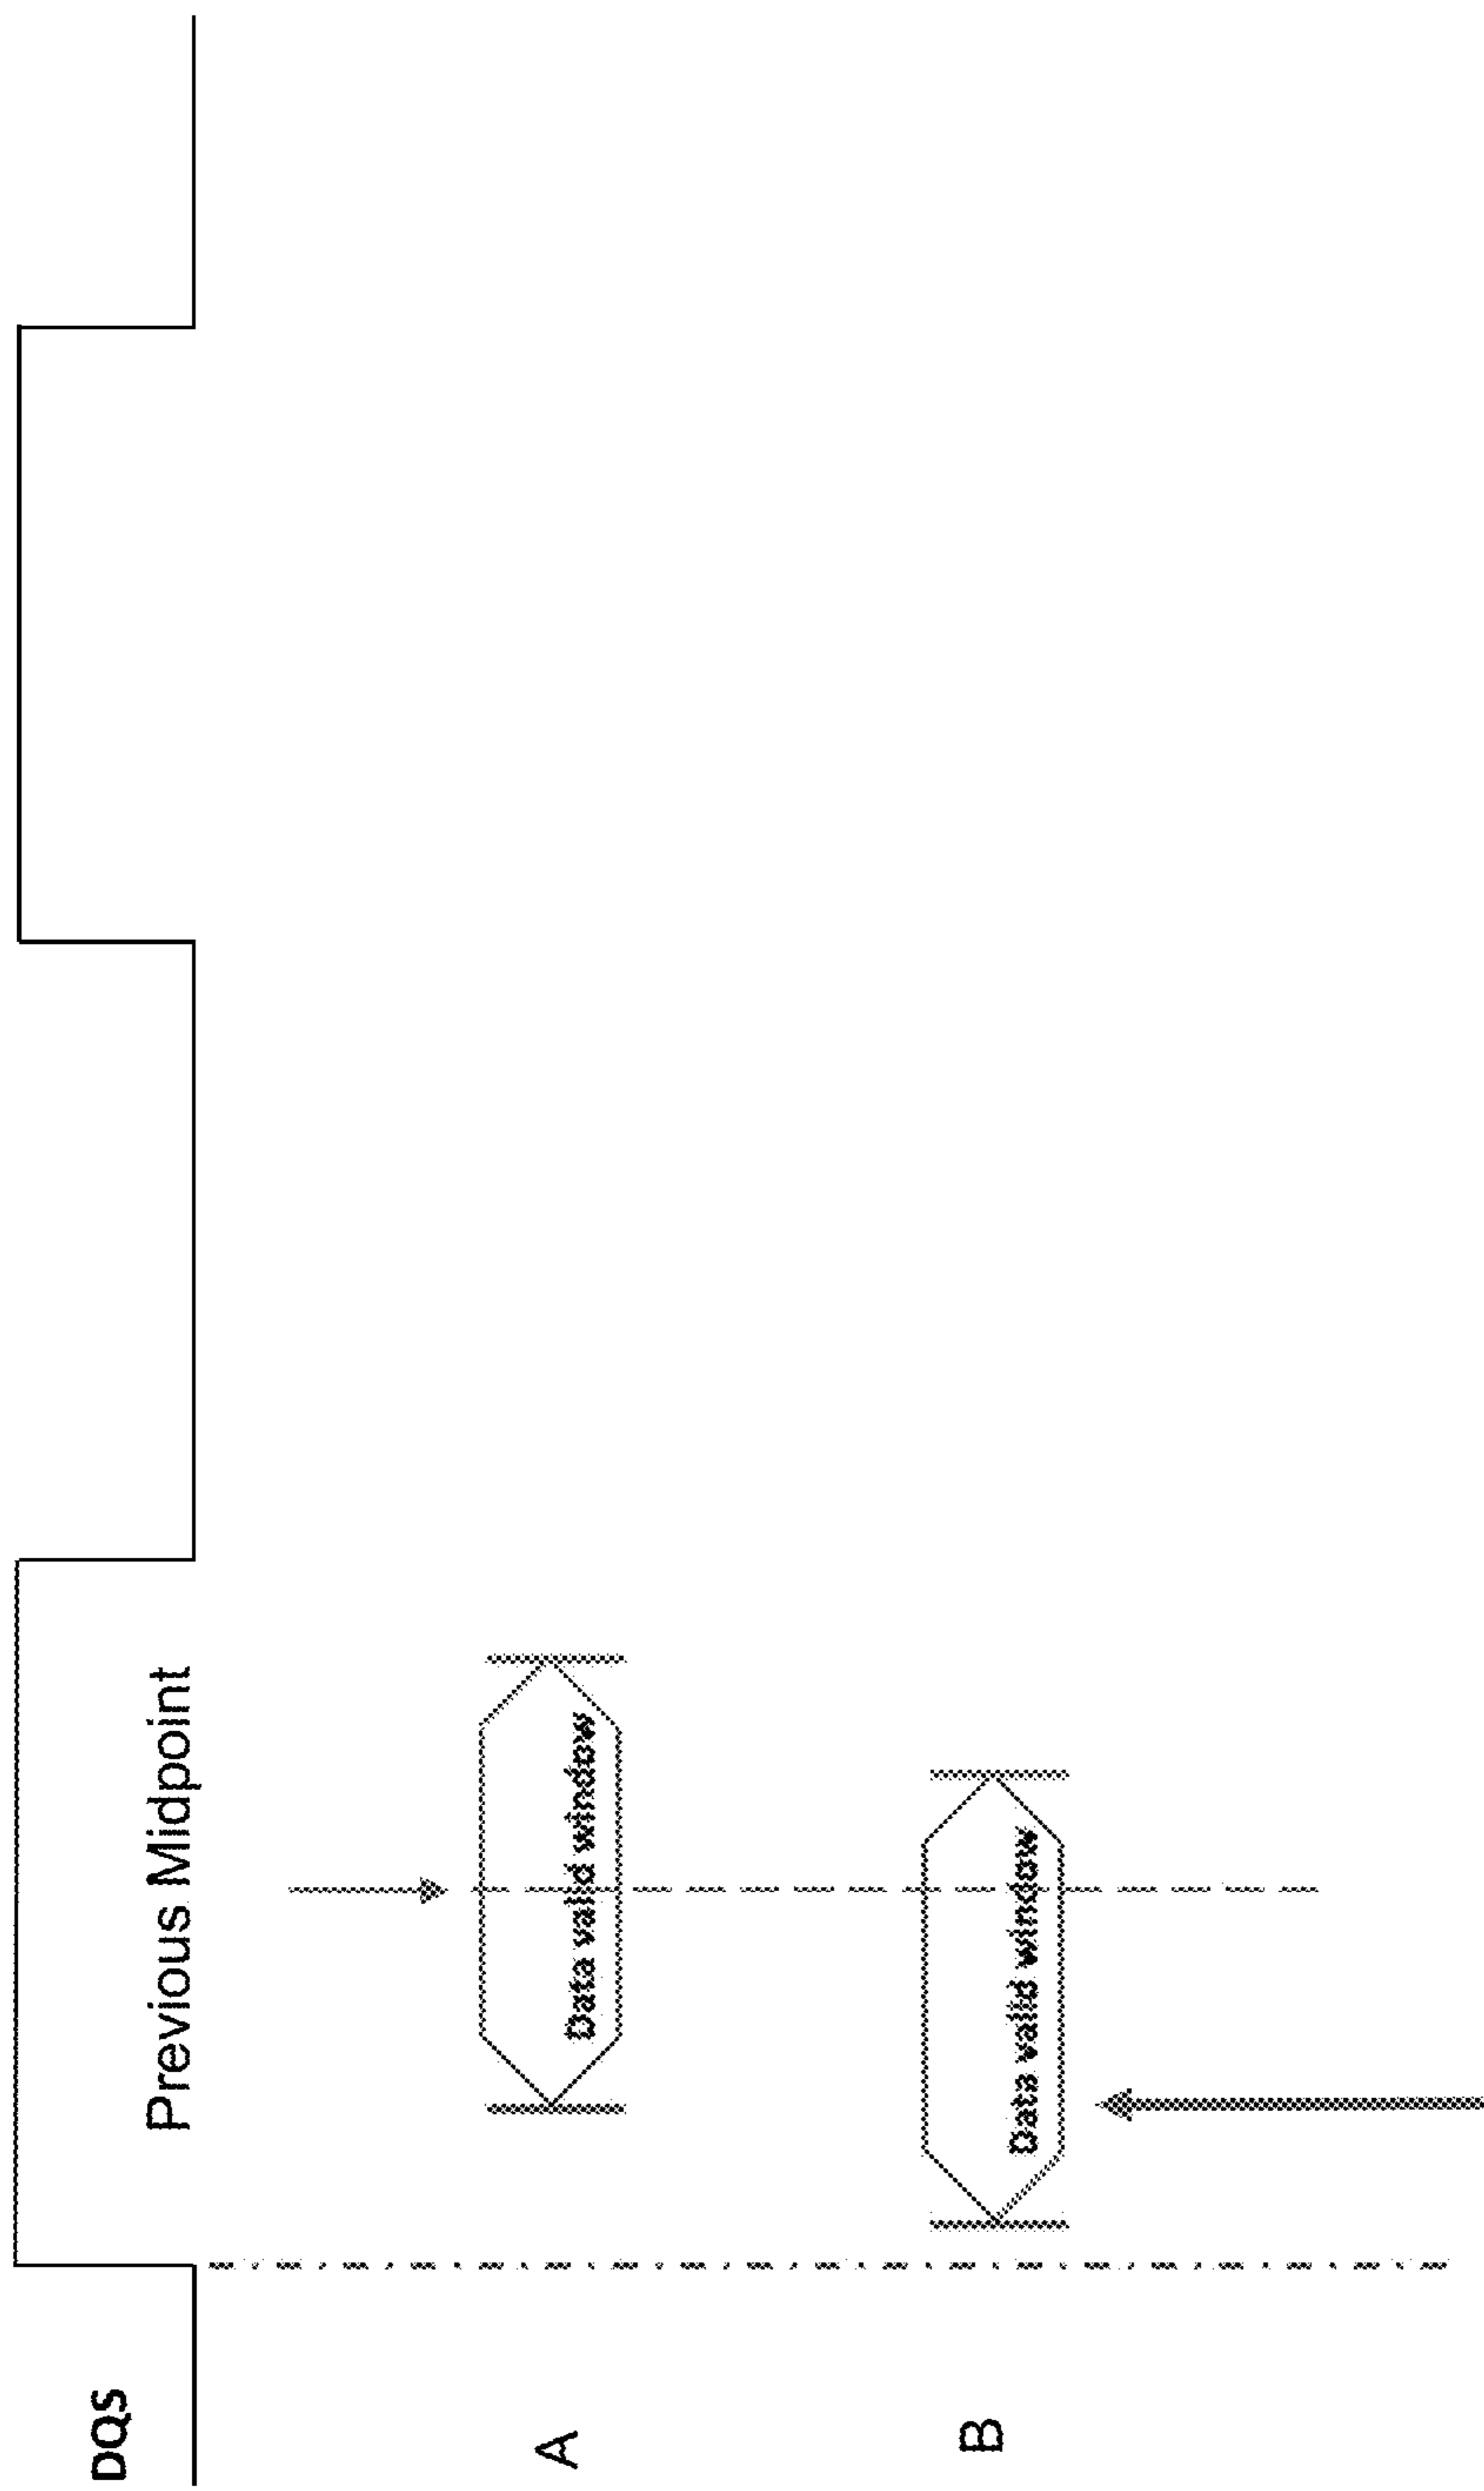 DQS
Previous Midpoint
A
Data valid window
B
Data valid window